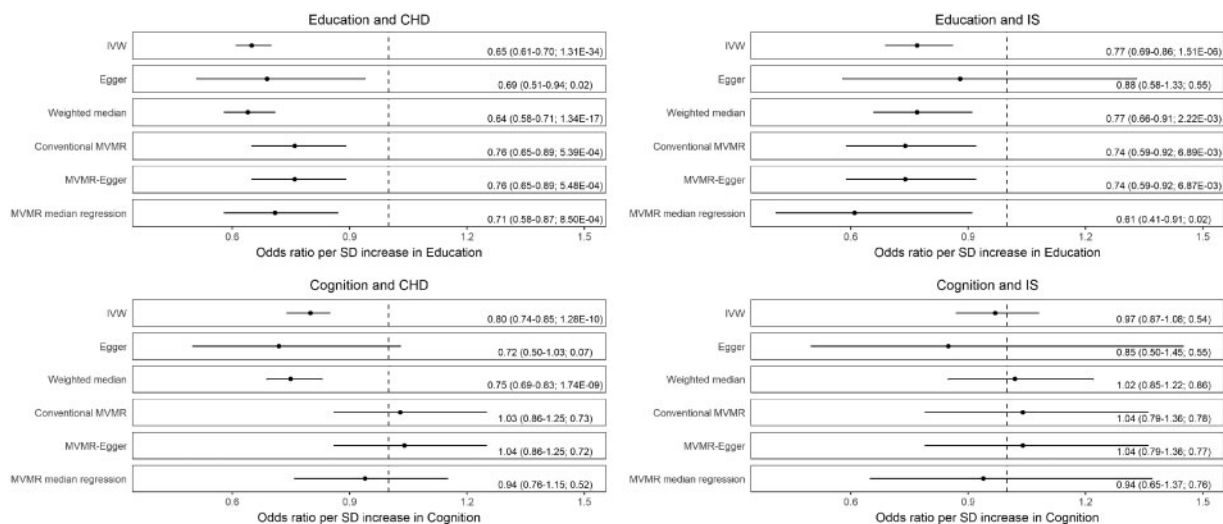 Education and CHD
IVW 0.65 (0.61-0.70; 1.31E-34)
Egger 0.69 (0.51-0.94; 0.02)
Weighted median 0.64 (0.58-0.71; 1.34E-17)
Conventional MVMR 0.76 (0.65-0.89; 5.39E-04)
MVMR-Egger 0.76 (0.65-0.89; 5.48E-04)
MVMR median regression 0.71 (0.58-0.87; 8.50E-04)
0.6 0.9 1.2 1.5
Odds ratio per SD increase in Education
Education and IS
IVW 0.77 (0.69-0.86; 1.51E-06)
Egger 0.88 (0.58-1.33; 0.55)
Weighted median 0.77 (0.66-0.91; 2.22E-03)
Conventional MVMR 0.74 (0.59-0.92; 6.89E-03)
MVMR-Egger 0.74 (0.59-0.92; 6.87E-03)
MVMR median regression 0.61 (0.41-0.91; 0.02)
0.6 0.9 1.2 1.5
Odds ratio per SD increase in Education
Cognition and CHD
IVW 0.80 (0.74-0.85; 1.28E-10)
Egger 0.72 (0.50-1.03; 0.07)
Weighted median 0.75 (0.69-0.83; 1.74E-09)
Conventional MVMR 1.03 (0.86-1.25; 0.73)
MVMR-Egger 1.04 (0.86-1.25; 0.72)
MVMR median regression 0.94 (0.76-1.15; 0.52)
0.6 0.9 1.2 1.5
Odds ratio per SD increase in Cognition
Cognition and IS
IVW 0.97 (0.87-1.08; 0.54)
Egger 0.85 (0.50-1.45; 0.55)
Weighted median 1.02 (0.85-1.22; 0.86)
Conventional MVMR 1.04 (0.79-1.36; 0.78)
MVMR-Egger 1.04 (0.79-1.36; 0.77)
MVMR median regression 0.94 (0.65-1.37; 0.76)
0.6 0.9 1.2 1.5
Odds ratio per SD increase in Cognition